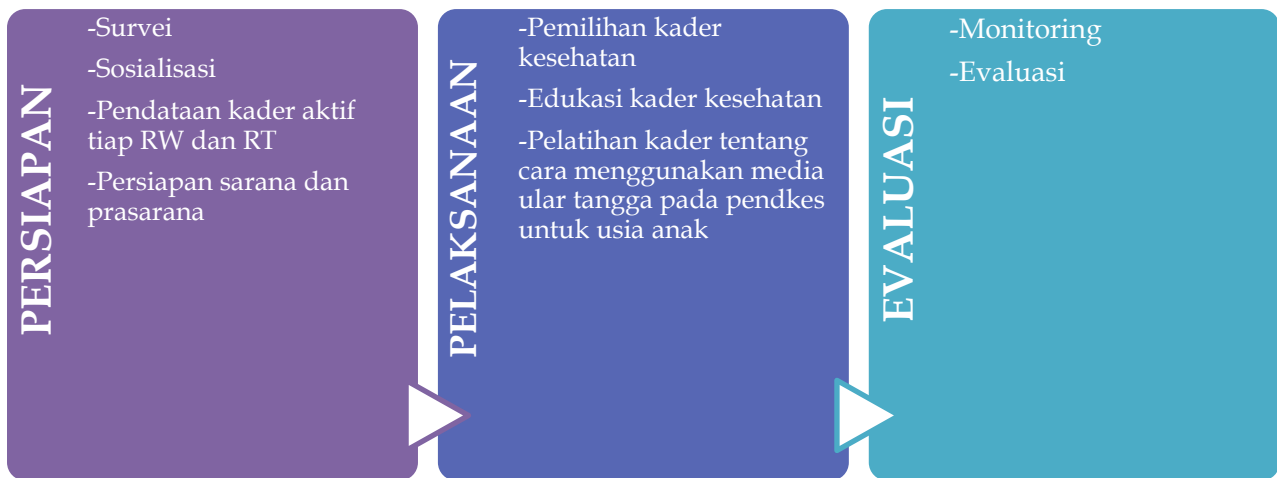 PERSIAPAN
-Survei
-Sosialisasi
-Pendataan kader aktif
tiap RW dan RT
-Persiapan sarana dan
prasarana
PELAKSANAAN
-Pemilihan kader
kesehatan
-Edukasi kader kesehatan
-Pelatihan kader tentang
cara menggunakan media
ular tangga pada pendkes
untuk usia anak
EVALUASI
-Monitoring
-Evaluasi